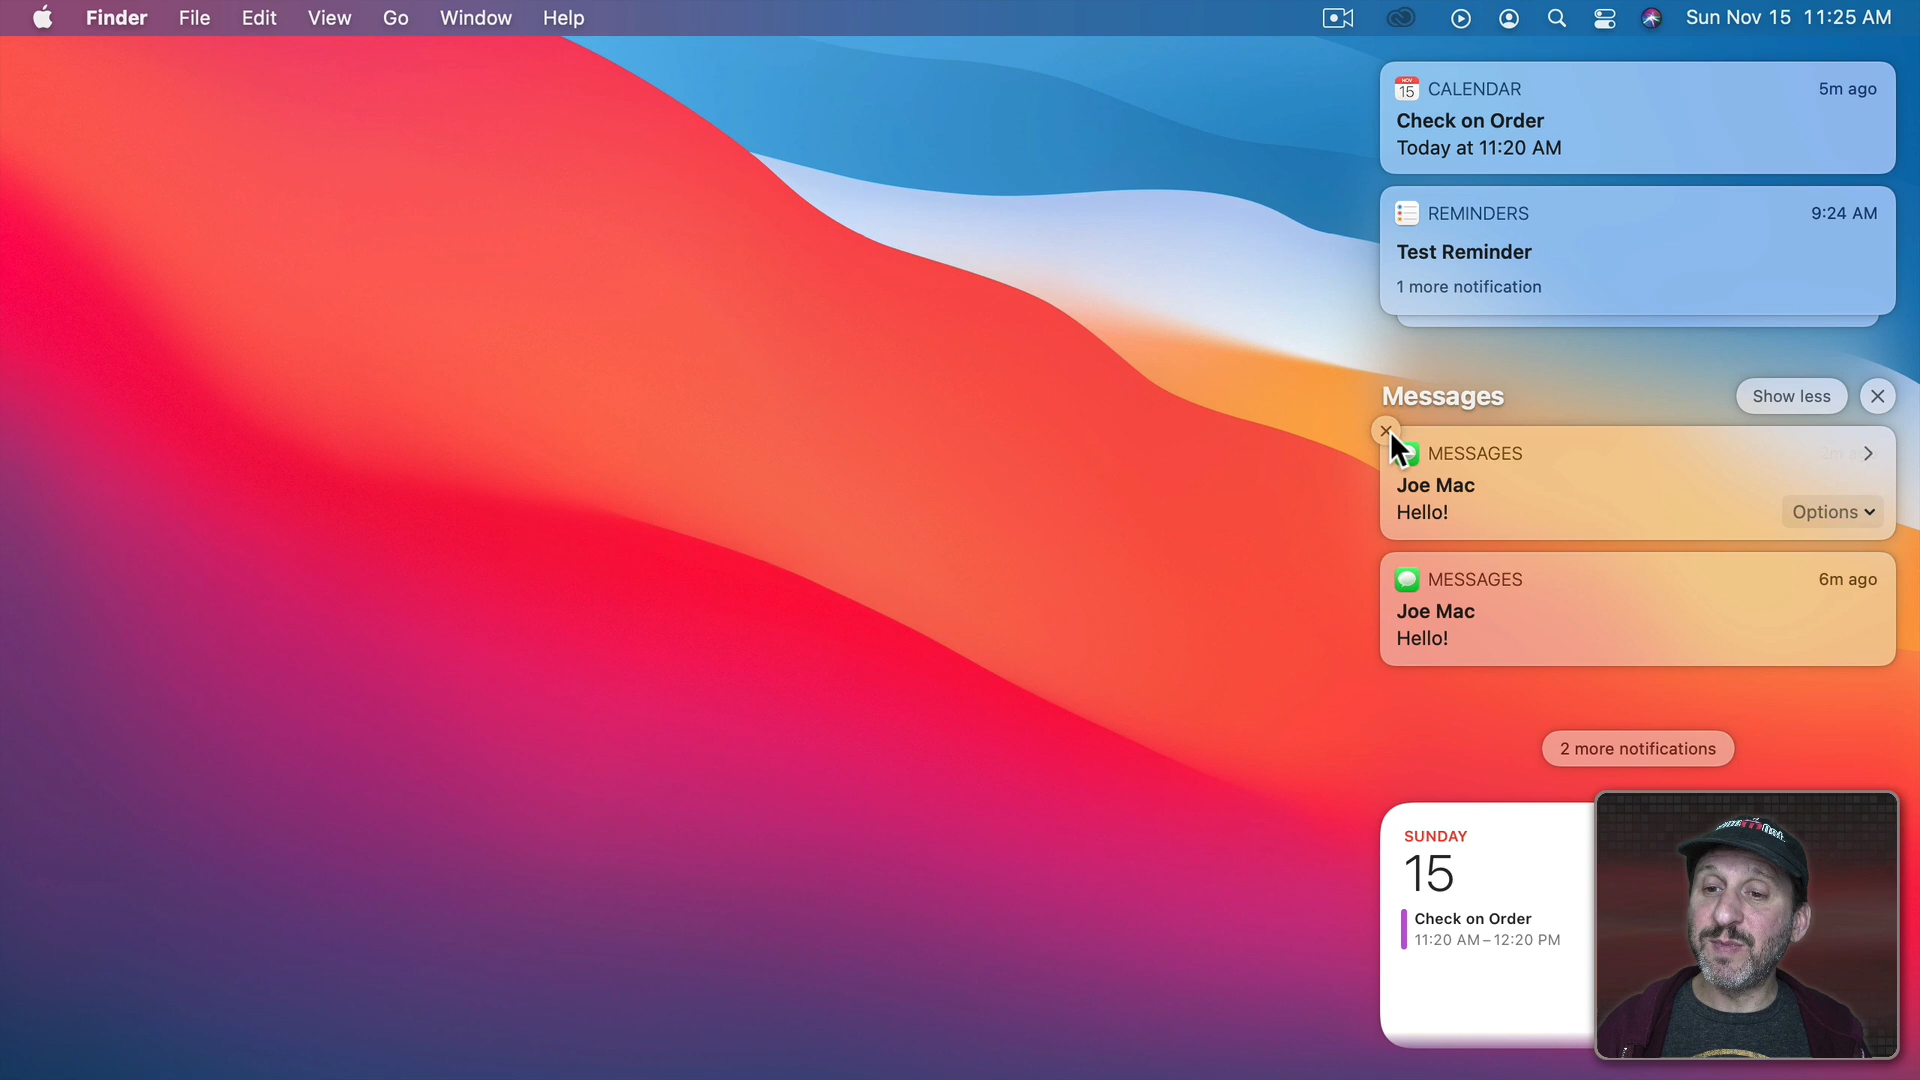 Finder File Edit View Go Window Help Sun Nov 15 11:25 AM
NOV
15
CALENDAR 5m ago
Check on Order
Today at 11:20 AM
REMINDERS 9:24 AM
Test Reminder
1 more notification
Messages Show less
MESSAGES
Joe Mac
Hello! Options
MESSAGES 6m ago
Joe Mac
Hello!
2 more notifications
SUNDAY
15
Check on Order
11:20 AM – 12:20 PM